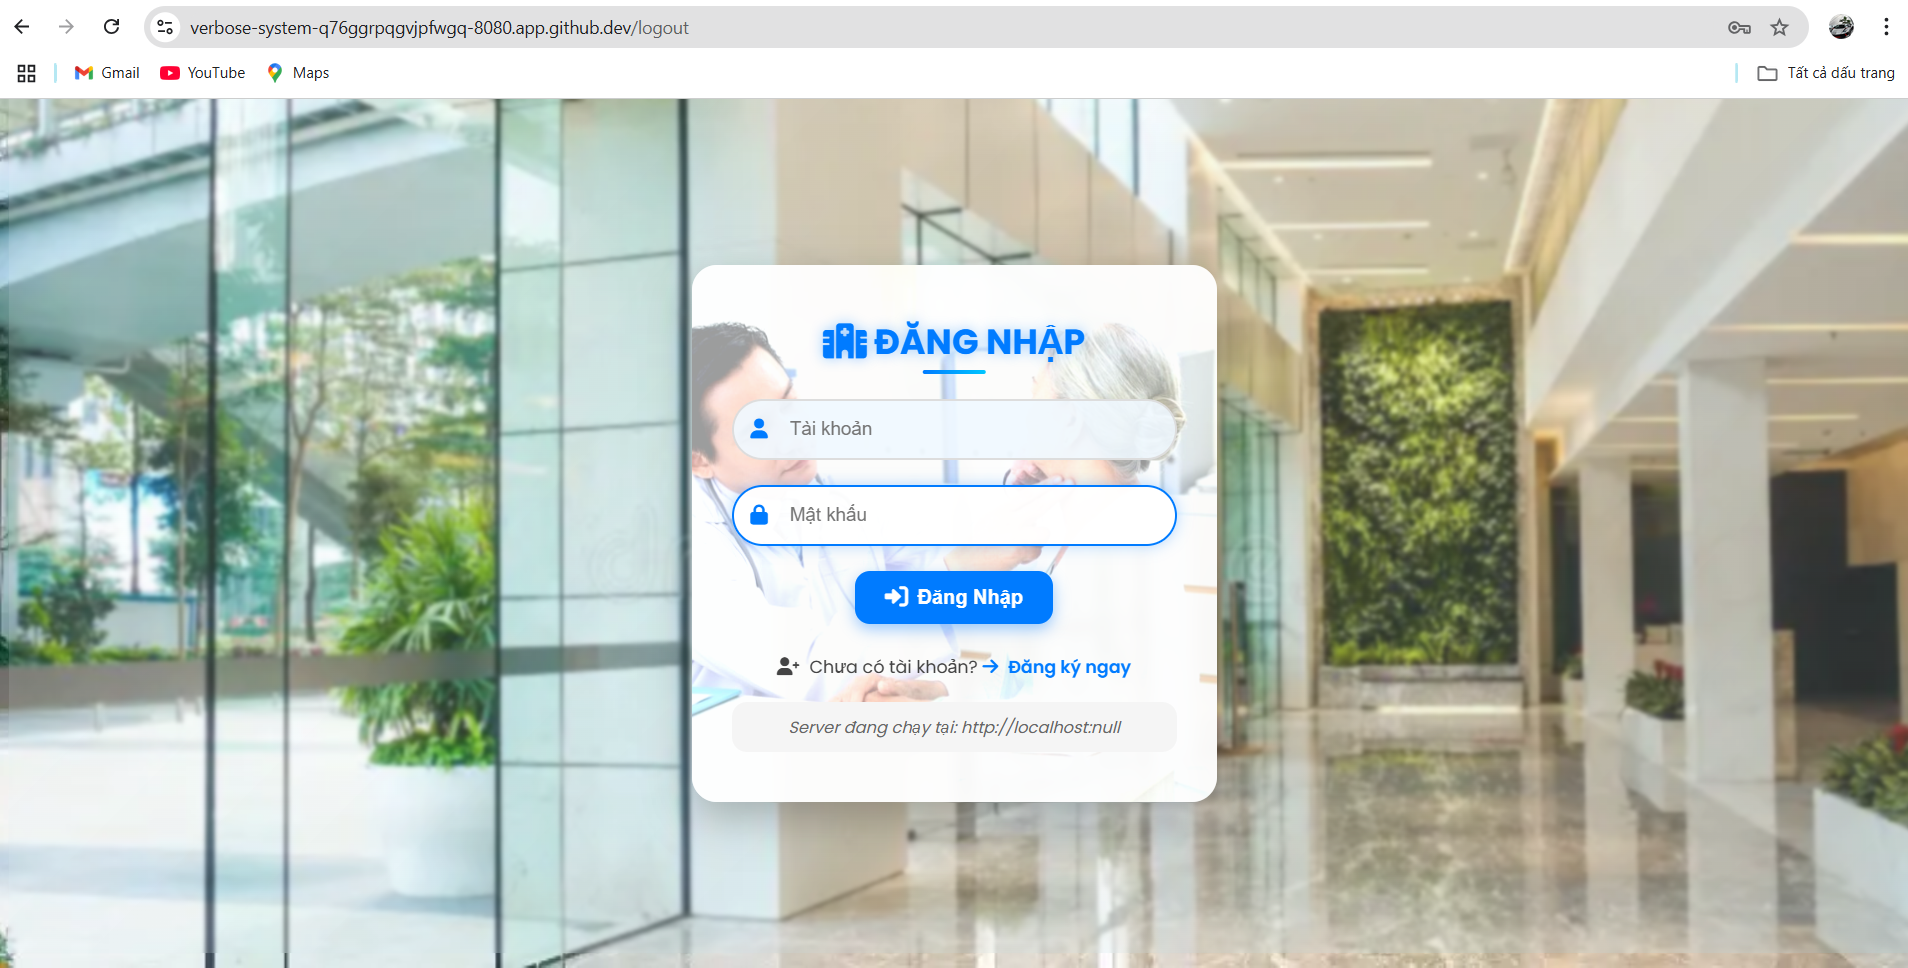 verbose-system-q76ggrpqgvjpfwgq-8080.app.github.dev/logout
Gmail YouTube Maps Tất cả dấu trang
ĐĂNG NHẬP
Tài khoản
Mật khẩu
Đăng Nhập
Chưa có tài khoản? Đăng ký ngay
Server đang chạy tại: http://localhost:null